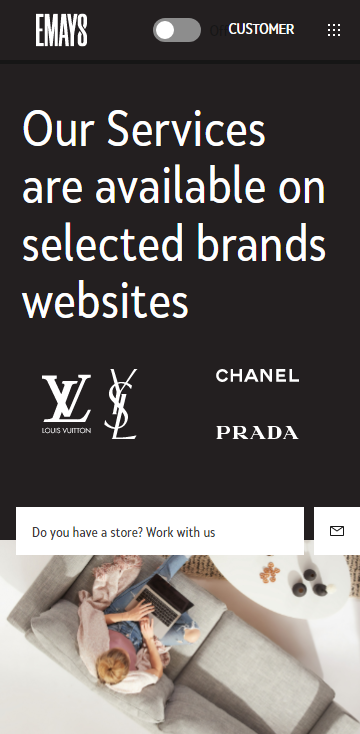 EMAYS
CUSTOMER
Our Services
are available on
selected brands
websites
CHANEL
LV
YSL
LOUIS VUITTON
PRADA
Do you have a store? Work with us